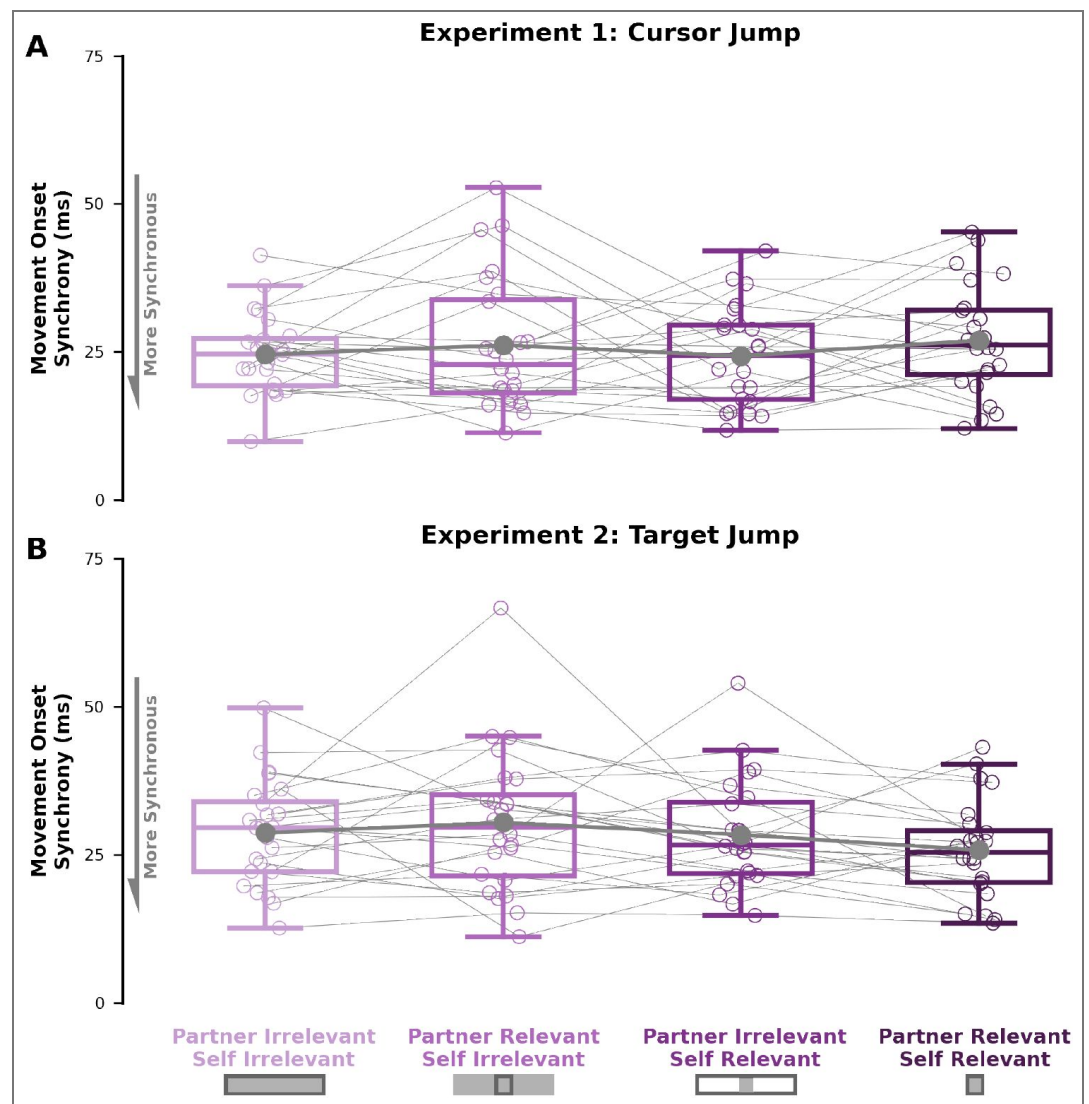 A
Experiment 1: Cursor Jump
75
50
25
0
Movement Onset
Synchrony (ms)
More Synchronous
B
Experiment 2: Target Jump
75
50
25
0
Movement Onset
Synchrony (ms)
More Synchronous
Partner Irrelevant
Self Irrelevant
Partner Relevant
Self Irrelevant
Partner Irrelevant
Self Relevant
Partner Relevant
Self Relevant